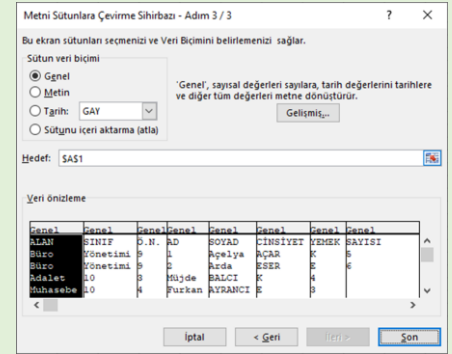 Metni Sütunlara Çevirme Sihirbazı - Adım 3 / 3 ? ×
Bu ekran sütunları seçmenizi ve Veri Biçimini belirlemenizi sağlar.
Sütun veri biçimi
Genel
Metin
Tarih: GAY
Sütunu içeri aktarma (atla)
'Genel', sayısal değerleri sayılara, tarih değerlerini tarihlere
ve diğer tüm değerleri metne dönüştürür.
Gelişmiş...
Hedef: $A$1
Veri önizleme
Genel Genel Genel Genel Genel Genel Genel Genel
ALAN SINIF Ö.N. AD SOYAD CİNSİYET YEMEK SAYISI
Büro Yönetimi 9 1 Açelya AÇAR K 5
Büro Yönetimi 9 2 Arda ESER E 6
Adalet 10 3 Müjde BALCI K 4
Muhasebe 10 4 Furkan AYRANCI E 3
İptal < Geri İleri > Son